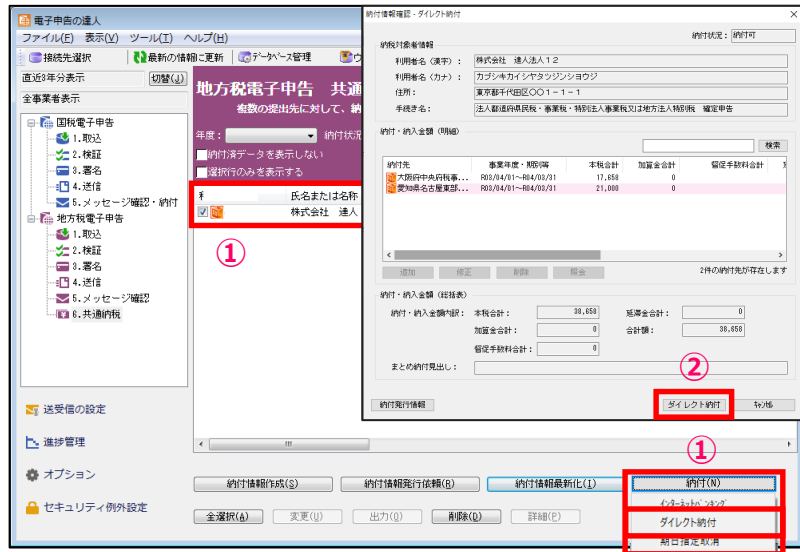 電子申告の達人
ファイル(F) 表示(V) ツール(T) ヘルプ(H)
接続先選択 最新の情報に更新 データベース管理
直近3年分表示 切替(J)
全事業者表示
国税電子申告
1.取込
2.検証
3.署名
4.送信
5.メッセージ確認・納付
地方税電子申告
1.取込
2.検証
3.署名
4.送信
5.メッセージ確認
6.共通納税
送受信の設定
進捗管理
オプション
セキュリティ例外設定
地方税電子申告 共通
複数の提出先に対して、納
年度: 納付状況
納付済データを表示しない
選択行のみを表示する
氏名または名称
株式会社 達人
①
納付情報作成(S) 納付情報発行依頼(R) 納付情報最新化(I) 納付(N)
全選択(A) 変更(U) 出力(O) 削除(D) 詳細(P)
①
インターネットバンキング
ダイレクト納付
期日指定取消
納付情報確認 - ダイレクト納付
納付状況: 納付可
納税対象者情報
利用者名(漢字): 株式会社 達人法人12
利用者名(カナ): カブシキカイシヤタツジンシヨウジ
住所: 東京都千代田区〇〇1-1-1
手続き名: 法人都道府県民税・事業税・特別法人事業税又は地方法人特別税 確定申告
納付・納入金額(明細)
検索
納付先 事業年度・期別等 本税合計 加算金合計 督促手数料合計
大阪府中央府税事... R03/04/01~R04/03/31 17,658 0
愛知県名古屋東部... R03/04/01~R04/03/31 21,000 0
追加 修正 削除 照会 2件の納付先が存在します
納付・納入金額(総括表)
納付・納入金額内訳: 本税合計: 38,658 延滞金合計: 0
加算金合計: 0 合計額: 38,658
督促手数料合計: 0
まとめ納付見出し:
②
納付発行情報 ダイレクト納付 キャンセル